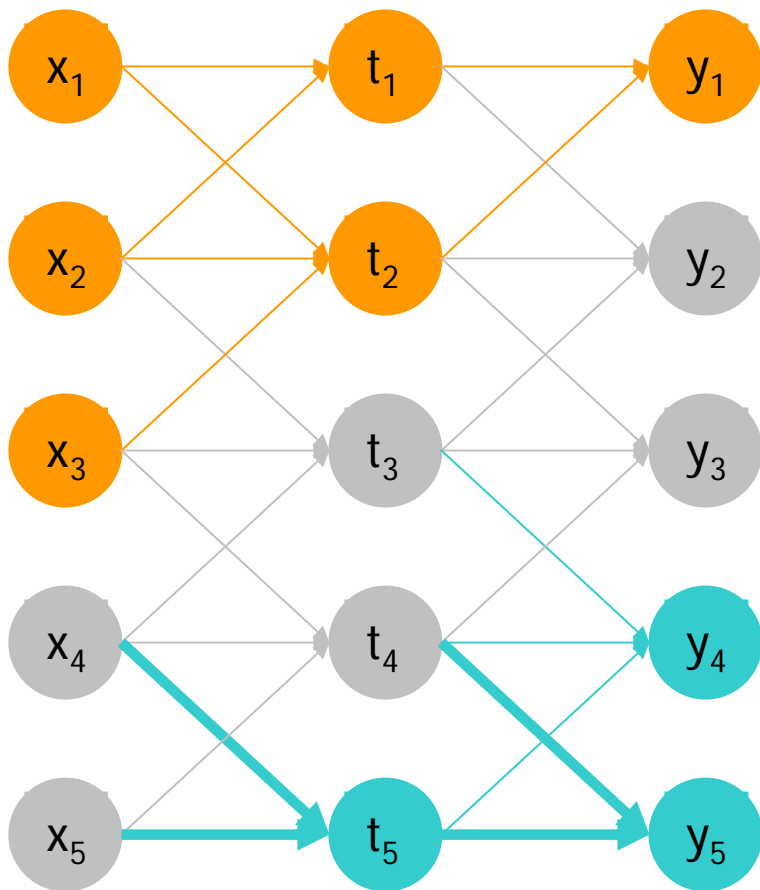 x₁ t₁ y₁
x₂ t₂ y₂
x₃ t₃ y₃
x₄ t₄ y₄
x₅ t₅ y₅